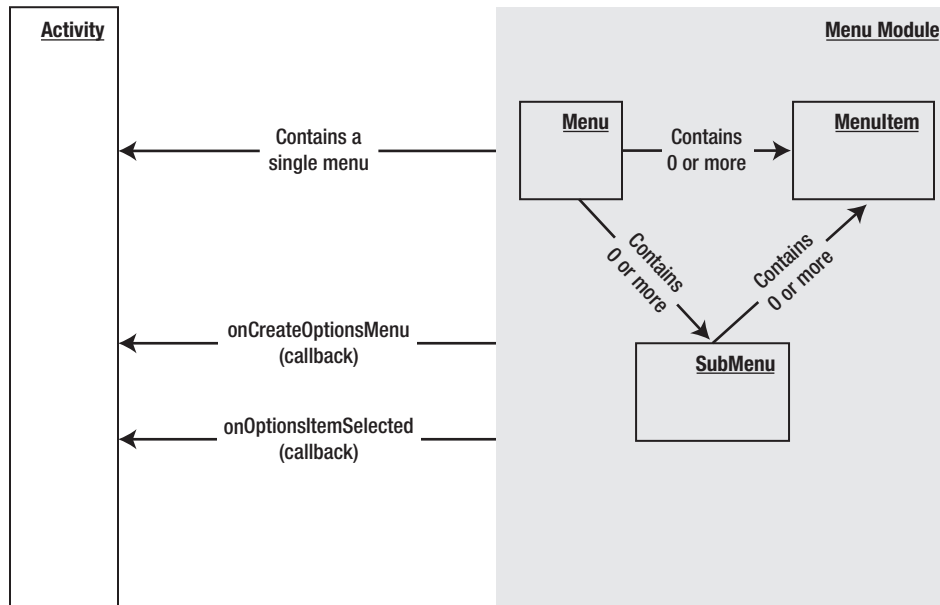 Activity
Menu Module
Menu
Contains
0 or more
MenuItem
Contains a
single menu
Contains
0 or more
Contains
0 or more
onCreateOptionsMenu
(callback)
SubMenu
onOptionsItemSelected
(callback)